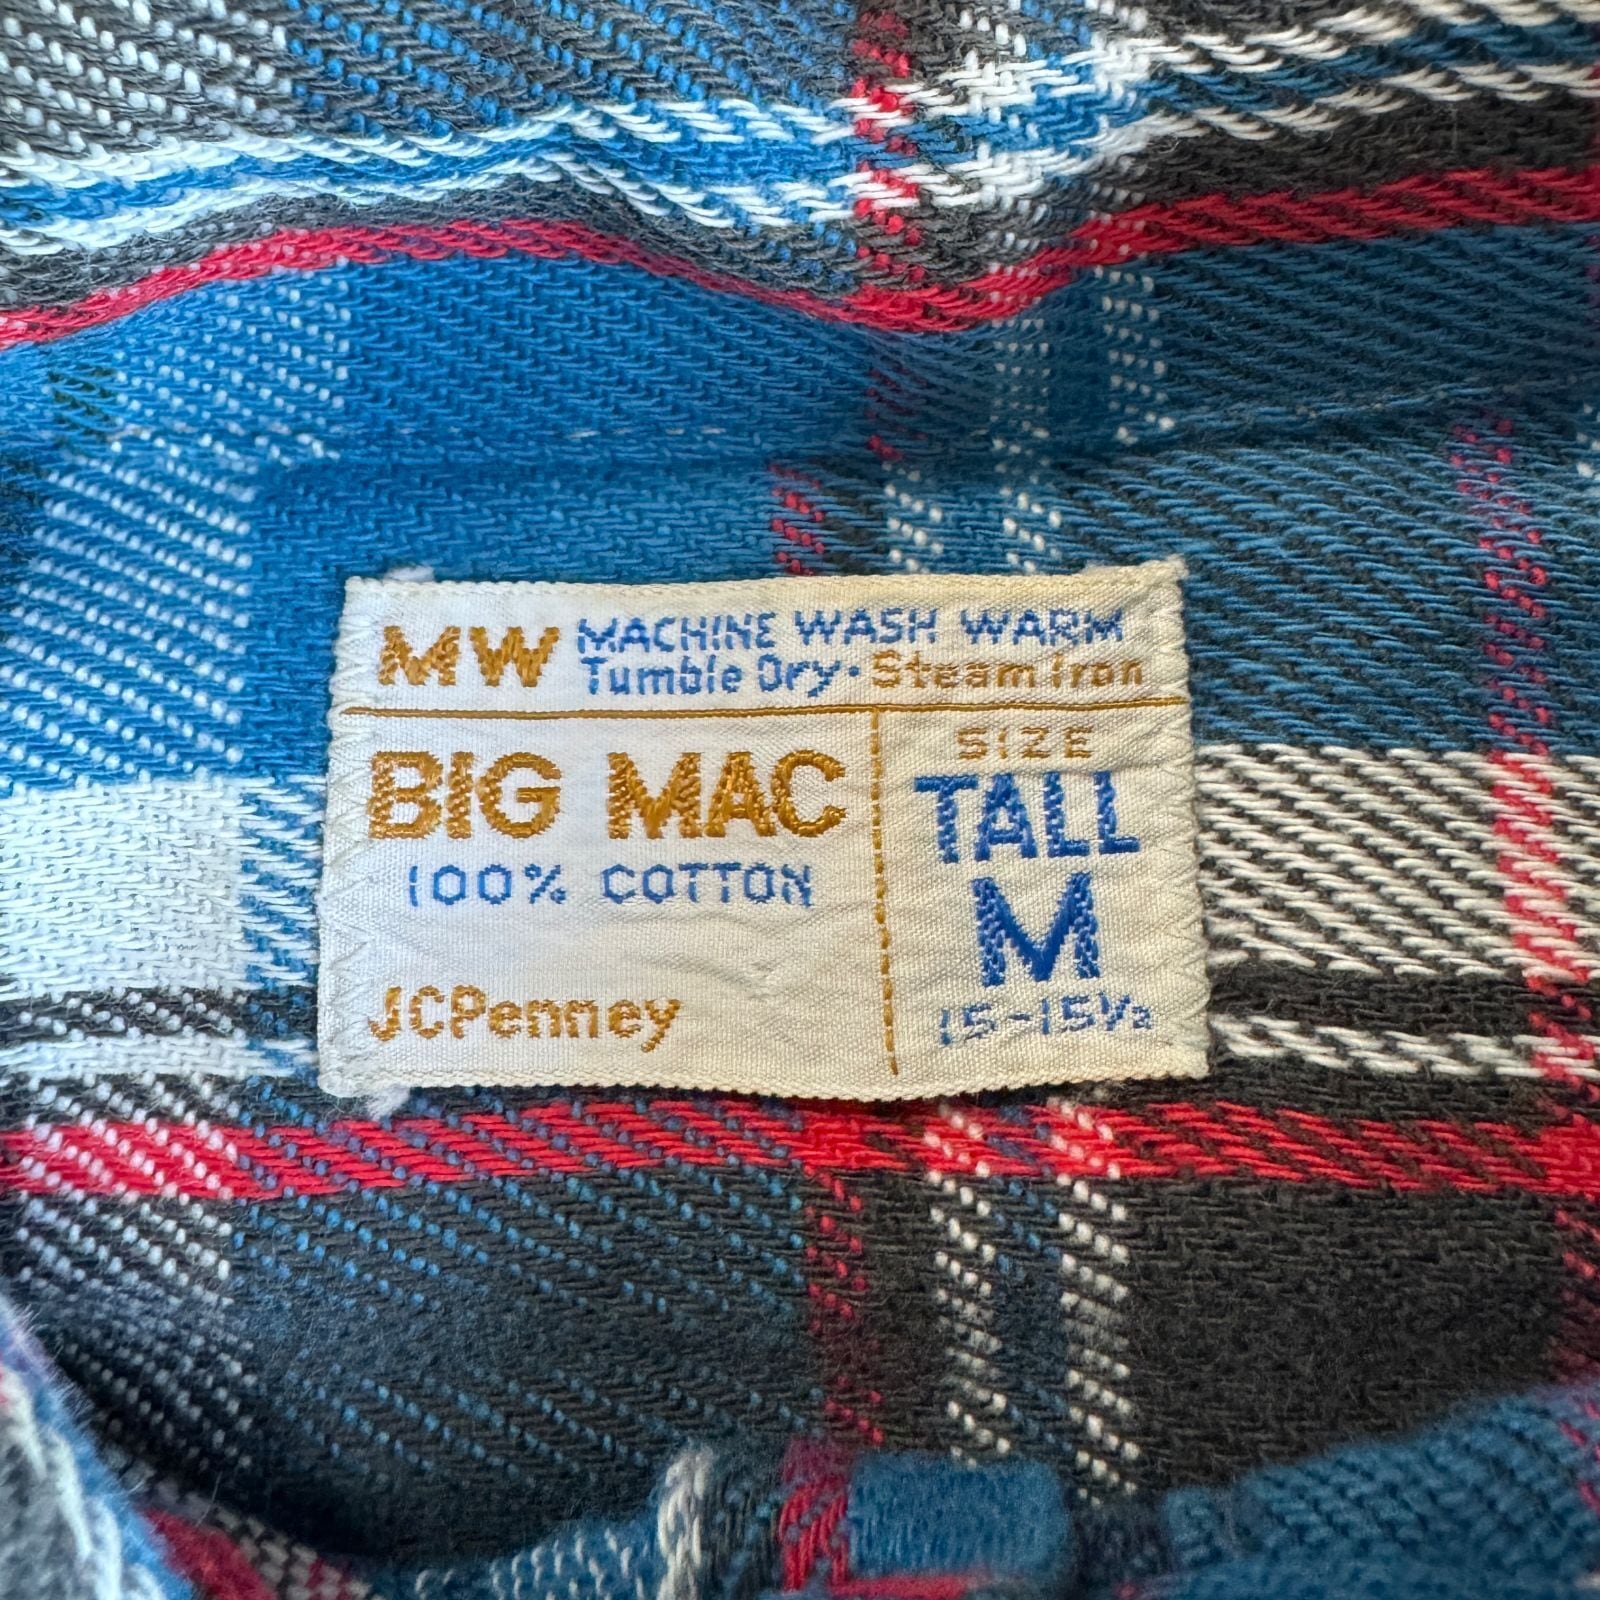 MW MACHINE WASH WARM
Tumble Dry · Steam Iron
BIG MAC
100% COTTON
JCPenney
SIZE
TALL
M
15-15½